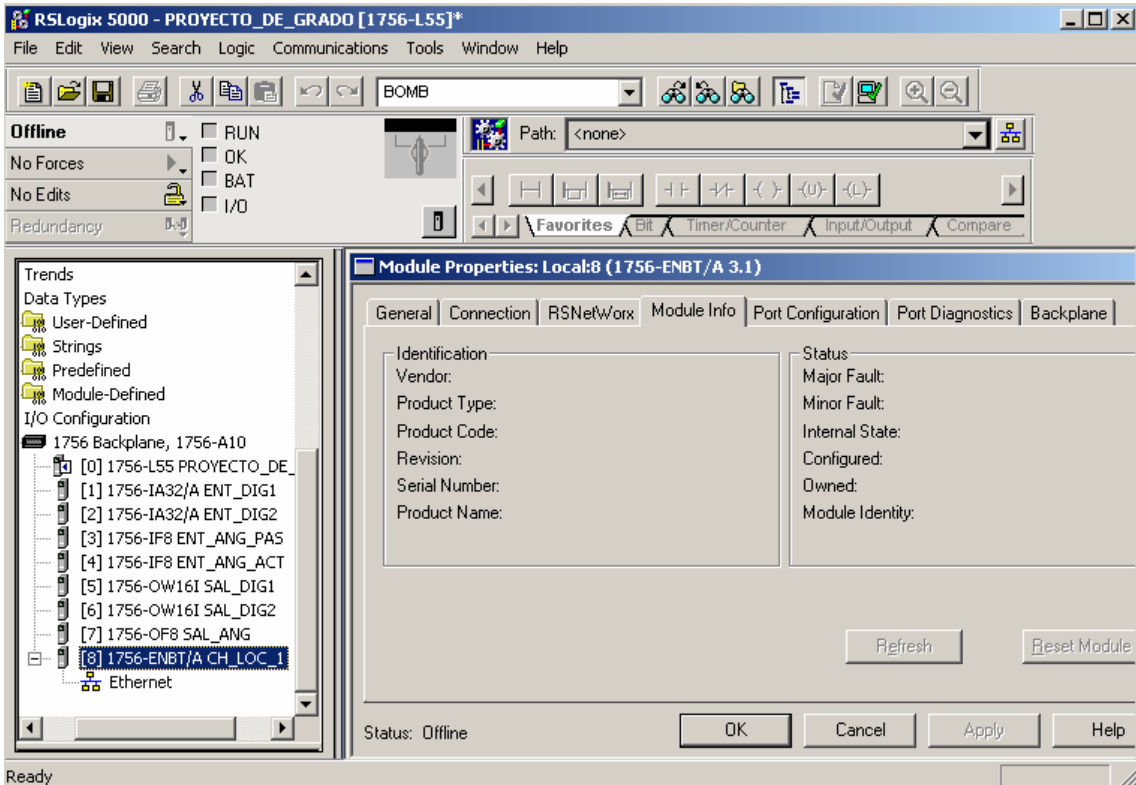 RSLogix 5000 - PROYECTO_DE_GRADO [1756-L55]*
File Edit View Search Logic Communications Tools Window Help
BOMB
Offline
RUN
Path: <none>
No Forces
OK
No Edits
BAT
Redundancy
I/O
Favorites Bit Timer/Counter Input/Output Compare
Trends
Data Types
User-Defined
Strings
Predefined
Module-Defined
I/O Configuration
1756 Backplane, 1756-A10
[0] 1756-L55 PROYECTO_DE_
[1] 1756-IA32/A ENT_DIG1
[2] 1756-IA32/A ENT_DIG2
[3] 1756-IF8 ENT_ANG_PAS
[4] 1756-IF8 ENT_ANG_ACT
[5] 1756-OW16I SAL_DIG1
[6] 1756-OW16I SAL_DIG2
[7] 1756-OF8 SAL_ANG
[8] 1756-ENBT/A CH_LOC_1
Ethernet
Module Properties: Local:8 (1756-ENBT/A 3.1)
General Connection RSNetWorx Module Info Port Configuration Port Diagnostics Backplane
Identification
Vendor:
Product Type:
Product Code:
Revision:
Serial Number:
Product Name:
Status
Major Fault:
Minor Fault:
Internal State:
Configured:
Owned:
Module Identity:
Refresh Reset Module
Status: Offline
OK Cancel Apply Help
Ready